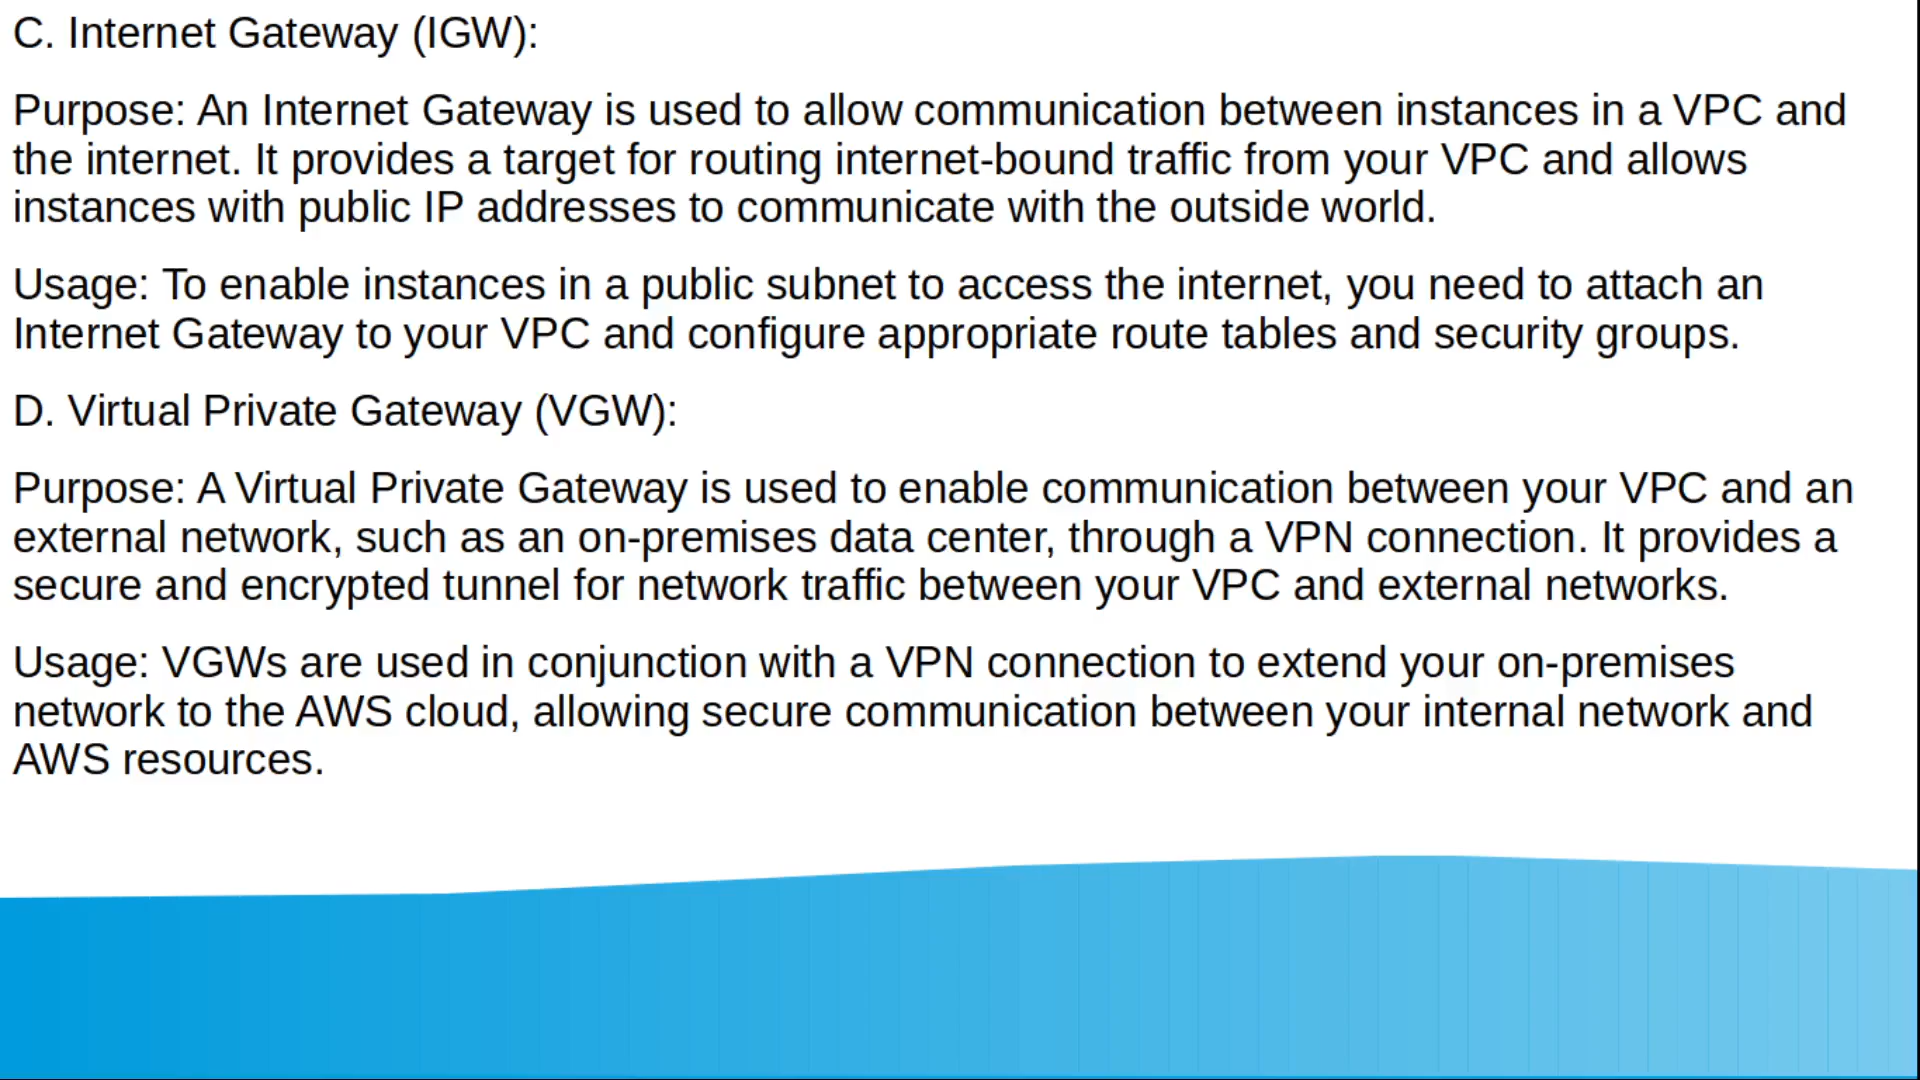 C. Internet Gateway (IGW):
Purpose: An Internet Gateway is used to allow communication between instances in a VPC and
the internet. It provides a target for routing internet-bound traffic from your VPC and allows
instances with public IP addresses to communicate with the outside world.
Usage: To enable instances in a public subnet to access the internet, you need to attach an
Internet Gateway to your VPC and configure appropriate route tables and security groups.
D. Virtual Private Gateway (VGW):
Purpose: A Virtual Private Gateway is used to enable communication between your VPC and an
external network, such as an on-premises data center, through a VPN connection. It provides a
secure and encrypted tunnel for network traffic between your VPC and external networks.
Usage: VGWs are used in conjunction with a VPN connection to extend your on-premises
network to the AWS cloud, allowing secure communication between your internal network and
AWS resources.